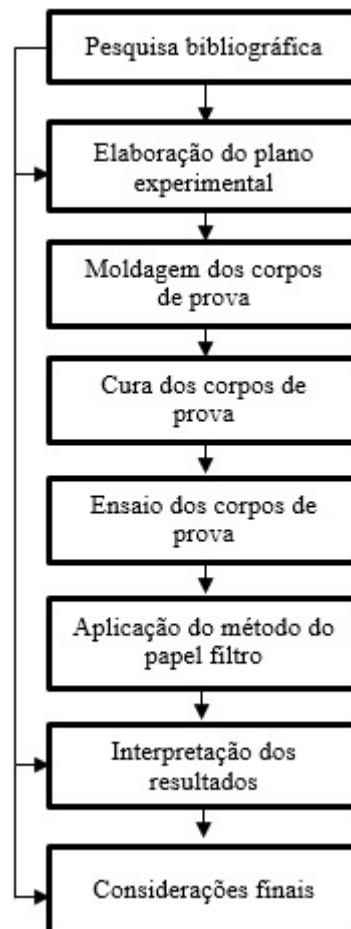 Pesquisa bibliográfica
Elaboração do plano
experimental
Moldagem dos corpos
de prova
Cura dos corpos de
prova
Ensaio dos corpos de
prova
Aplicação do método do
papel filtro
Interpretação dos
resultados
Considerações finais